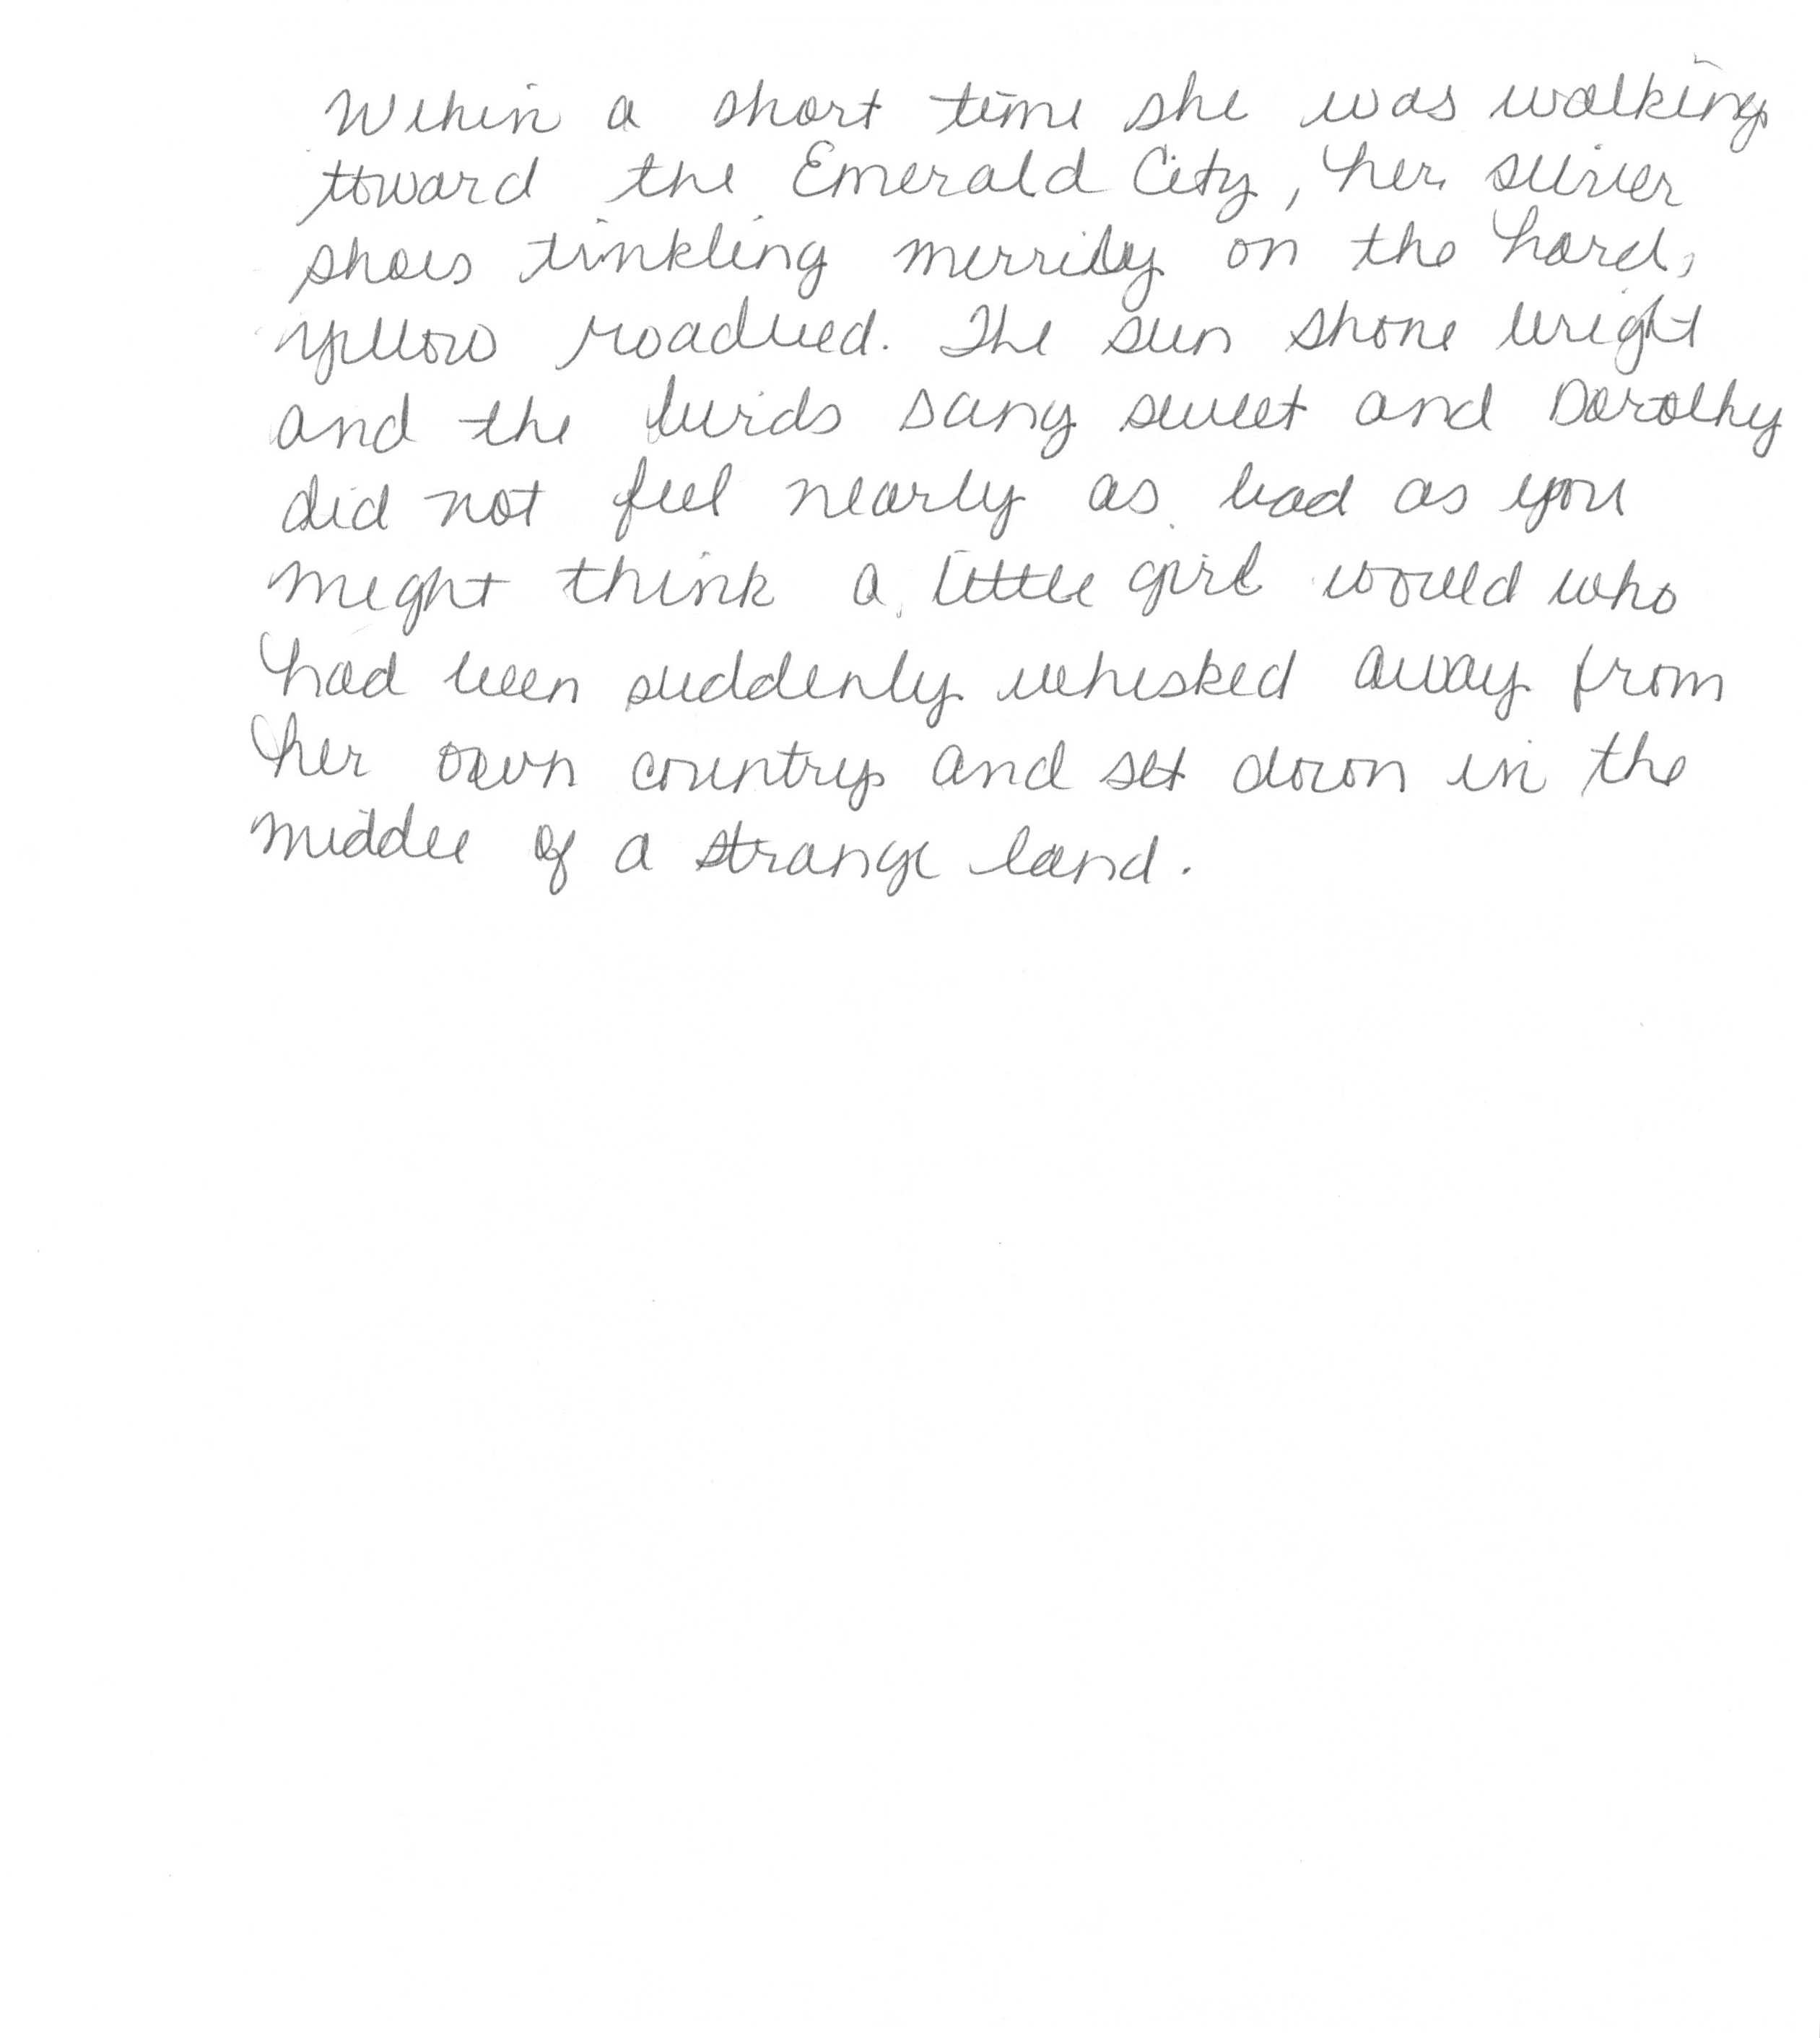 Within a short time she was walking
toward the Emerald City, her silver
shoes tinkling merrily on the hard,
yellow roadbed. The sun shone bright
and the birds sang sweet and Dorothy
did not feel nearly as bad as you
might think a little girl would who
had been suddenly whisked away from
her own country and set down in the
middle of a strange land.